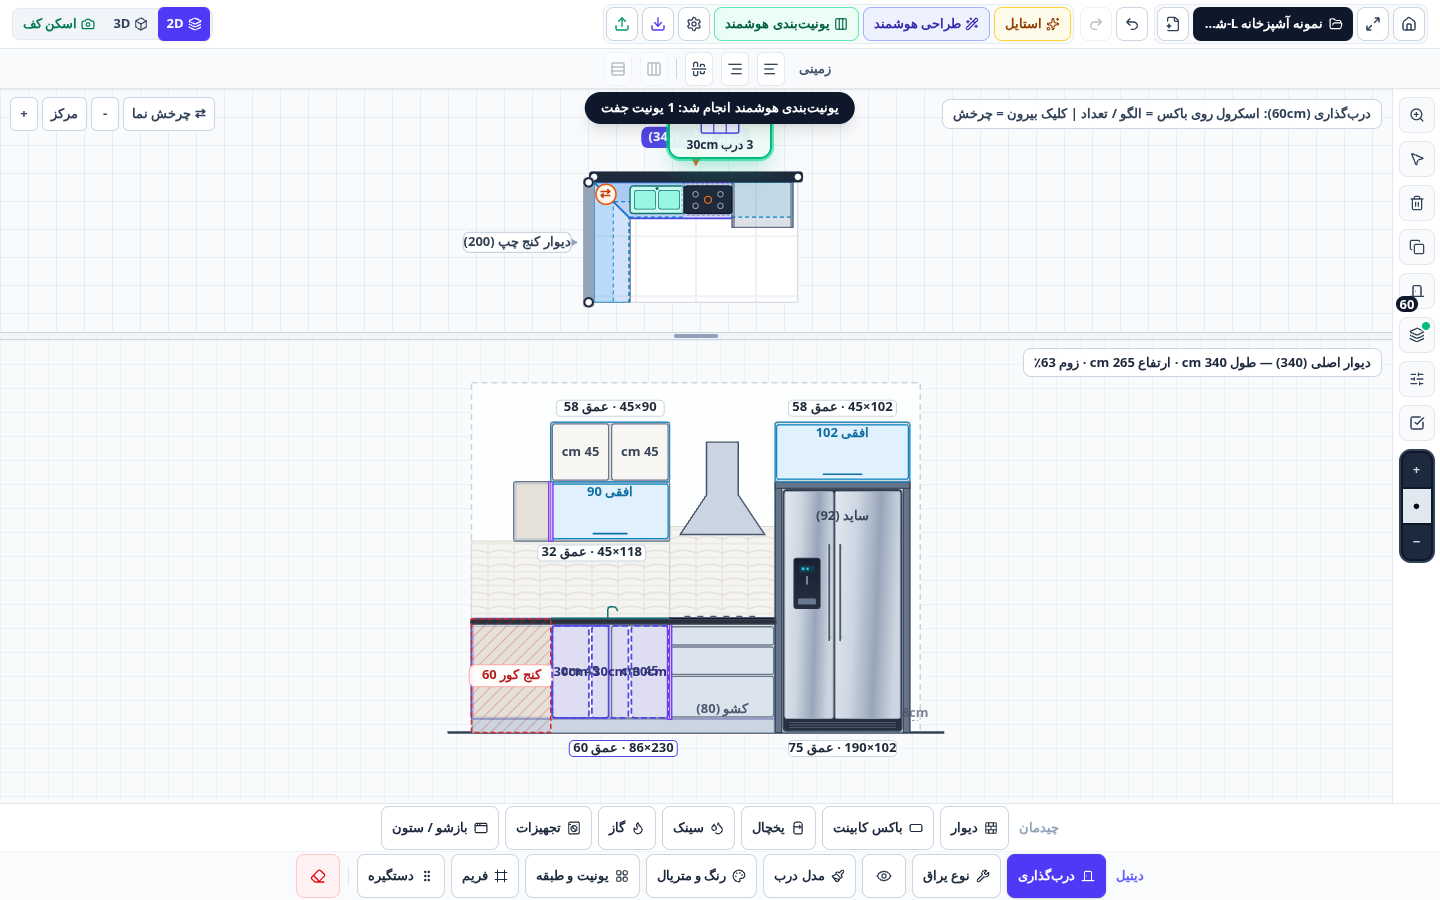 نمونه آشپزخانه L-ش...
استایل
طراحی هوشمند
یونیت‌بندی هوشمند
2D
3D
اسکن کف
زمینی
یونیت‌بندی هوشمند انجام شد: 1 یونیت جفت
درب‌گذاری (60cm): اسکرول روی باکس = الگو / تعداد | کلیک بیرون = چرخش
⇄ چرخش نما
-
مرکز
+
3 درب 30cm
دیوار کنج چپ (200)
60
دیوار اصلی (340) — طول 340 cm · ارتفاع 265 cm · زوم 63٪
90×45 · عمق 58
102×45 · عمق 58
45 cm
45 cm
افقی 102
افقی 90
ساید (92)
118×45 · عمق 32
کنج کور 60
کشو (80)
230×86 · عمق 60
102×190 · عمق 75
+
●
−
چیدمان
دیوار
باکس کابینت
یخچال
سینک
گاز
تجهیزات
بازشو / ستون
دیتیل
درب‌گذاری
نوع یراق
مدل درب
رنگ و متریال
یونیت و طبقه
فریم
دستگیره